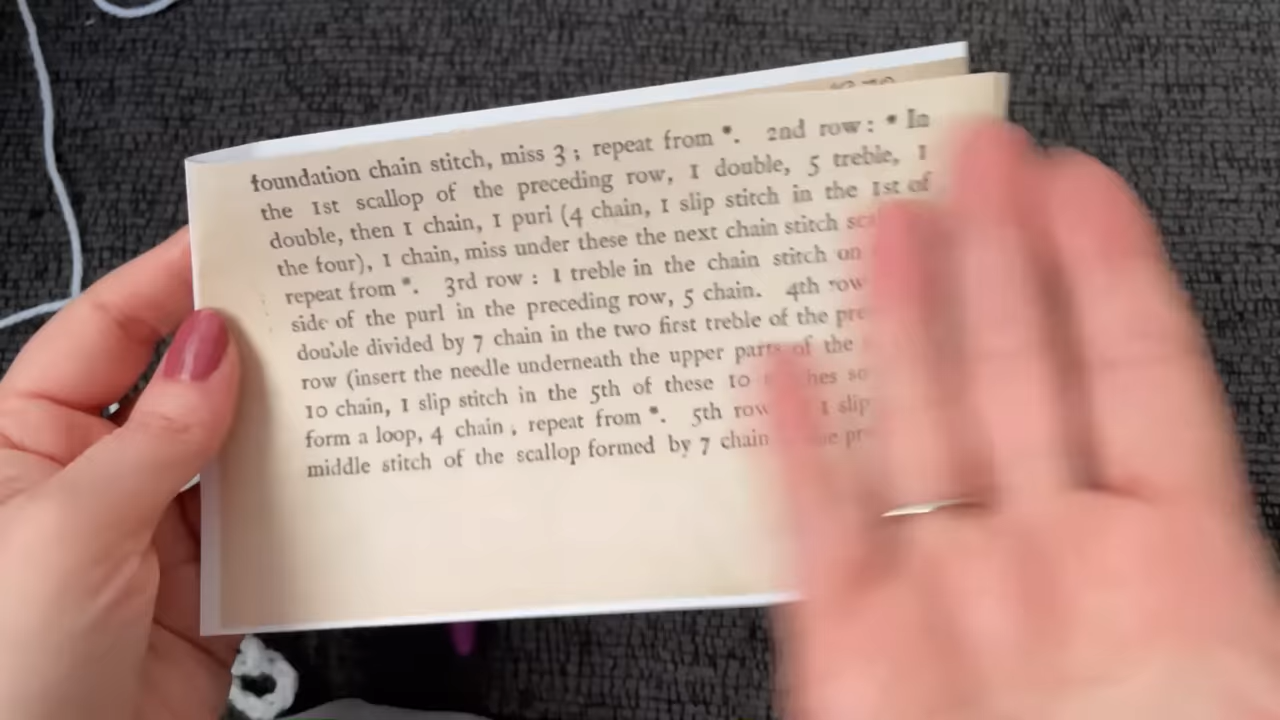 foundation chain stitch, miss 3 ; repeat from *. 2nd row : * In
the 1st scallop of the preceding row, 1 double, 5 treble, 1
double, then 1 chain, 1 purl (4 chain, 1 slip stitch in the 1st of
the four), 1 chain, miss under these the next chain stitch
repeat from *. 3rd row : 1 treble in the chain stitch on
side of the purl in the preceding row, 5 chain. 4th row
double divided by 7 chain in the two first treble of the
row (insert the needle underneath the upper parts of the
10 chain, 1 slip stitch in the 5th of these 10 so
form a loop, 4 chain, repeat from *. 5th row 1 slip
middle stitch of the scallop formed by 7 chain